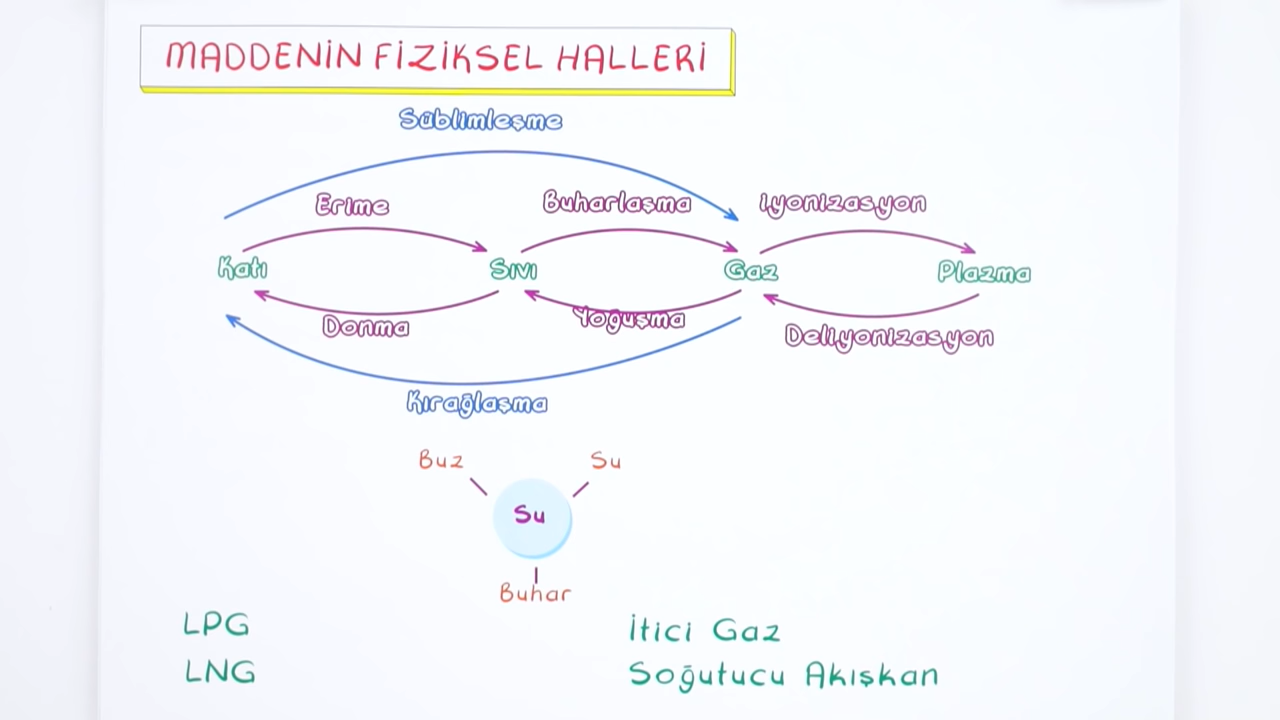 MADDENİN FİZİKSEL HALLERİ
Süblimleşme
Erime
Buharlaşma
İyonizasyon
Katı
Sıvı
Gaz
Plazma
Donma
Yoğuşma
Deiyonizasyon
Kırağılaşma
Buz
Su
Su
Buhar
LPG
İtici Gaz
LNG
Soğutucu Akışkan